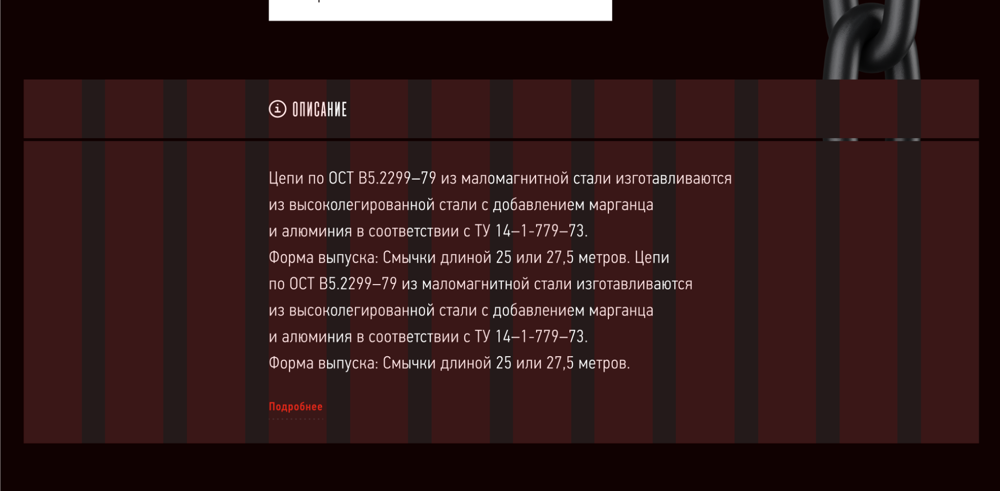 ОПИСАНИЕ
Цепи по ОСТ В5.2299–79 из маломагнитной стали изготавливаются
из высоколегированной стали с добавлением марганца
и алюминия в соответствии с ТУ 14–1-779–73.
Форма выпуска: Смычки длиной 25 или 27,5 метров. Цепи
по ОСТ В5.2299–79 из маломагнитной стали изготавливаются
из высоколегированной стали с добавлением марганца
и алюминия в соответствии с ТУ 14–1-779–73.
Форма выпуска: Смычки длиной 25 или 27,5 метров.
Подробнее